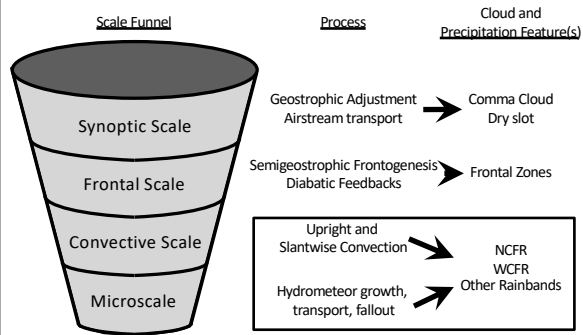 Scale Funnel
Process
Cloud and
Precipitation Feature(s)
Synoptic Scale
Geostrophic Adjustment
Airstream transport
Comma Cloud
Dry slot
Frontal Scale
Semigeostrophic Frontogenesis
Diabatic Feedbacks
Frontal Zones
Convective Scale
Upright and
Slantwise Convection
Microscale
Hydrometeor growth,
transport, fallout
NCFR
WCFR
Other Rainbands